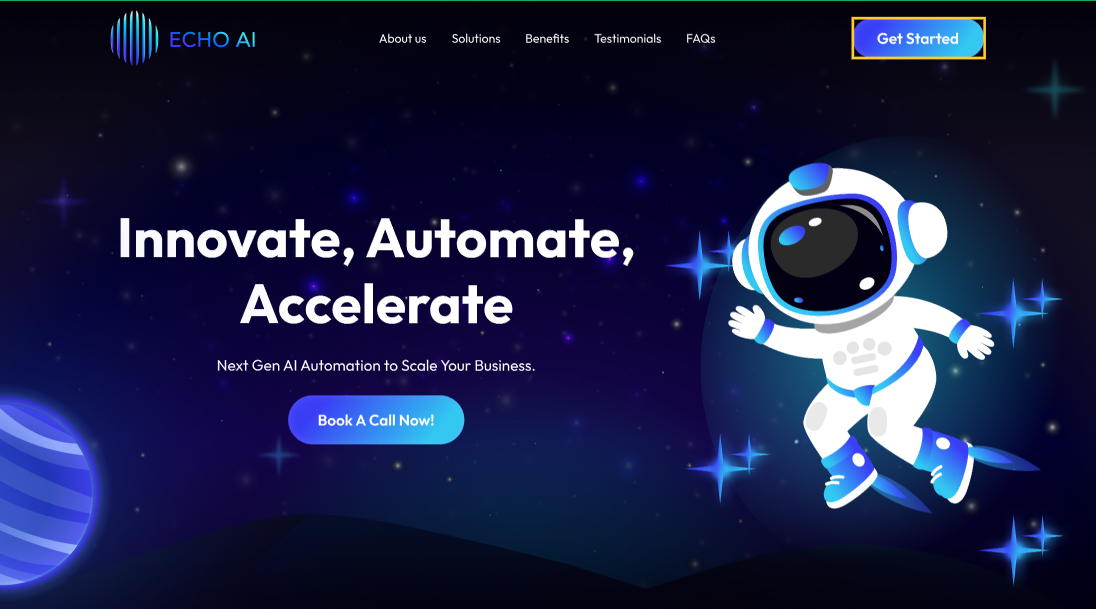 ECHO AI
About us
Solutions
Benefits
Testimonials
FAQs
Get Started
Innovate, Automate,
Accelerate
Next Gen AI Automation to Scale Your Business.
Book A Call Now!